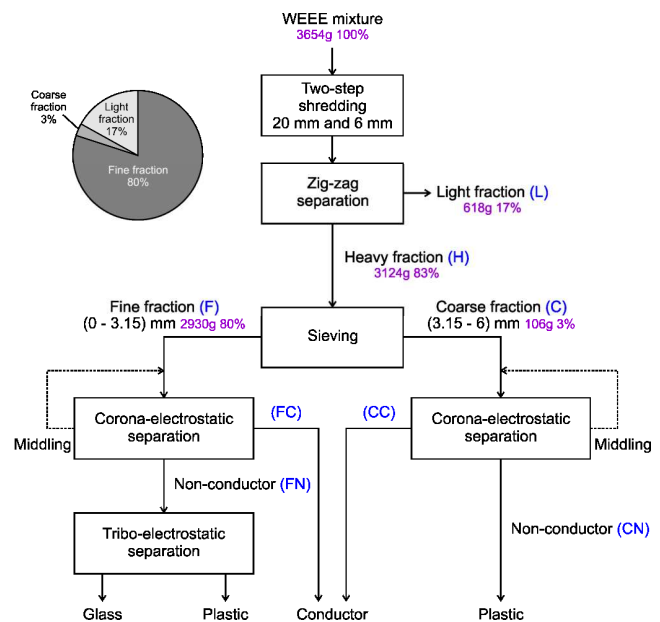 WEEE mixture
3654g 100%
Two-step
shredding
20 mm and 6 mm
Coarse
fraction
3%
Light
fraction
17%
Fine fraction
80%
Zig-zag
separation
Light fraction (L)
618g 17%
Heavy fraction (H)
3124g 83%
Fine fraction (F)
(0 - 3.15) mm 2930g 80%
Coarse fraction (C)
(3.15 - 6) mm 106g 3%
Sieving
Corona-electrostatic
separation
Middling
(FC)
(CC)
Corona-electrostatic
separation
Middling
Non-conductor (FN)
Tribo-electrostatic
separation
Non-conductor (CN)
Glass
Plastic
Conductor
Plastic